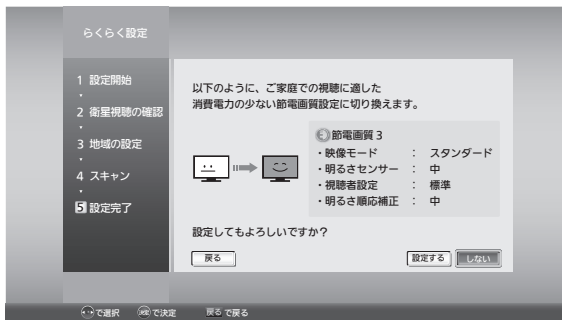 らくらく設定
1 設定開始
・
2 衛星視聴の確認
・
3 地域の設定
・
4 スキャン
・
5 設定完了
以下のように、ご家庭での視聴に適した
消費電力の少ない節電画質設定に切り換えます。
節電画質 3
・映像モード : スタンダード
・明るさセンサー : 中
・視聴者設定 : 標準
・明るさ順応補正 : 中
設定してもよろしいですか?
戻る
設定する しない
で選択 決定 で決定 戻る で戻る